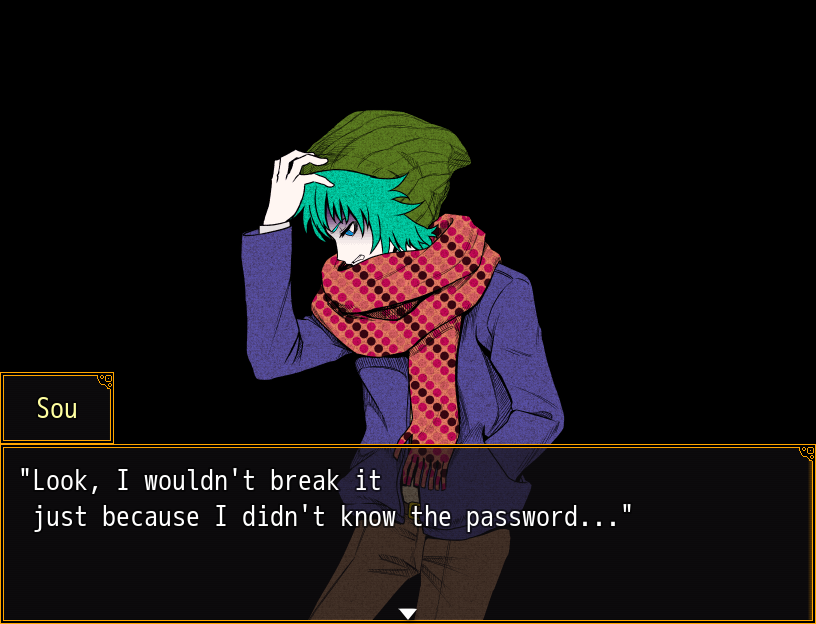 Sou
"Look, I wouldn't break it
just because I didn't know the password..."